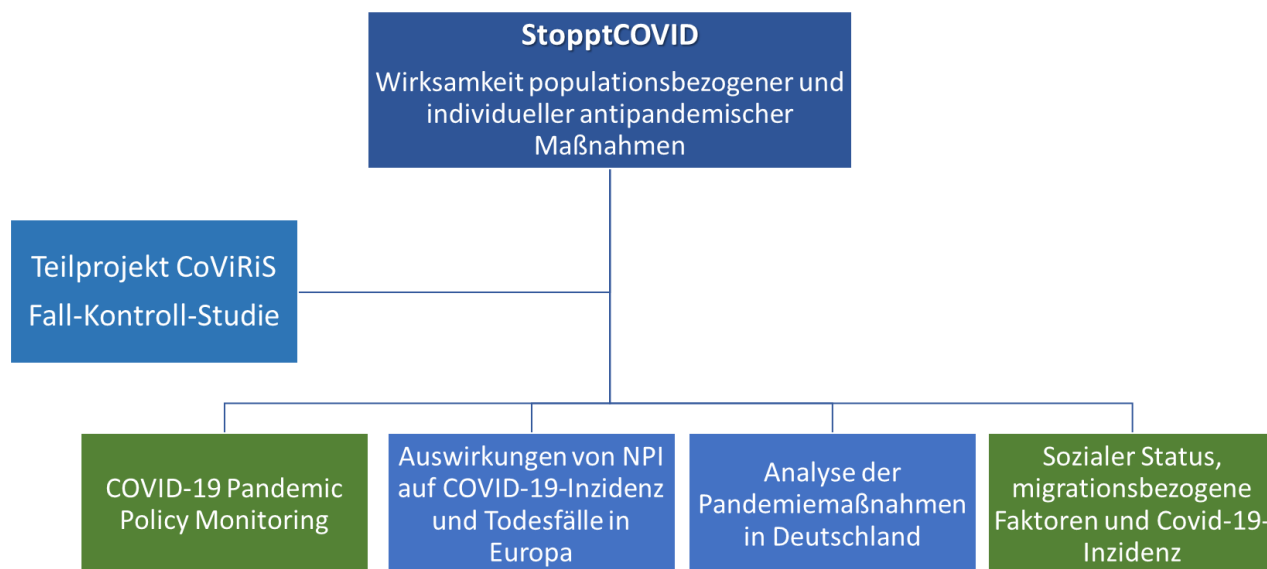 StopptCOVID
Wirksamkeit populationsbezogener und
individueller antipandemischer
Maßnahmen
Teilprojekt CoViRiS
Fall-Kontroll-Studie
COVID-19 Pandemic
Policy Monitoring
Auswirkungen von NPI
auf COVID-19-Inzidenz
und Todesfälle in
Europa
Analyse der
Pandemiemaßnahmen
in Deutschland
Sozialer Status,
migrationsbezogene
Faktoren und Covid-19-
Inzidenz